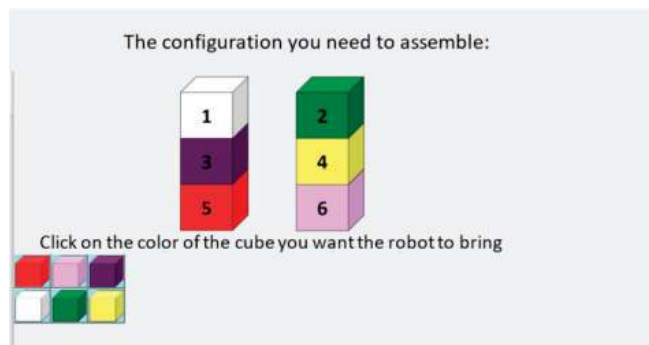 The configuration you need to assemble:
1 2
3 4
5 6
Click on the color of the cube you want the robot to bring